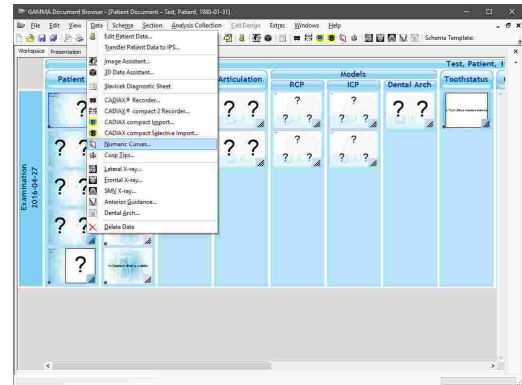 GAMMA Document Browser - [Patient Document - Test, Patient, 1980-01-31]
File Edit View Data Schema Section Analysis Collection Cell Design Extras Windows Help
Schema Template:
Workspace Presentation
Edit Patient Data...
Transfer Patient Data to IPS...
Image Assistant...
3D Data Assistant...
Slavicek Diagnostic Sheet
CADIAX® Recorder...
CADIAX® compact 2 Recorder...
CADIAX compact Import...
CADIAX compact Selective Import...
Numeric Curves...
Cusp Tips...
Lateral X-ray...
Frontal X-ray...
SMV X-ray...
Anterior Guidance...
Dental Arch...
Delete Data
Test, Patient, 1
Patient
Articulation
Models
RCP
ICP
Dental Arch
Toothstatus
Examination
2016-04-27
? ? ? ? ? ? ? ? ?
? ? ? ? ? ? ?
? ?
? ?
?